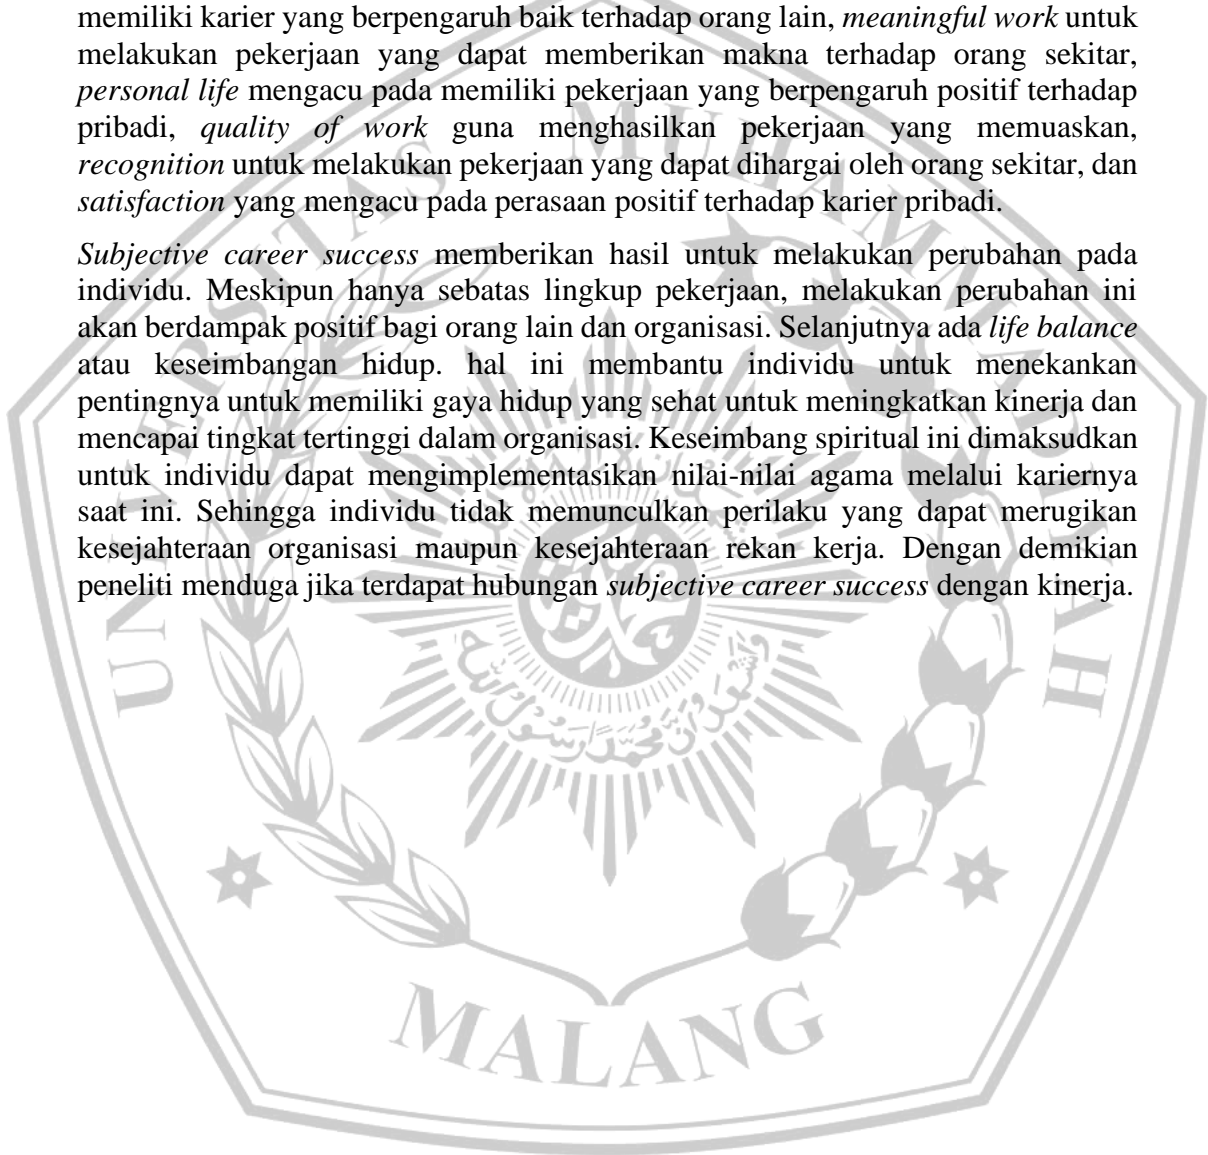 memiliki karier yang berpengaruh baik terhadap orang lain, meaningful work untuk
melakukan pekerjaan yang dapat memberikan makna terhadap orang sekitar,
personal life mengacu pada memiliki pekerjaan yang berpengaruh positif terhadap
pribadi, quality of work guna menghasilkan pekerjaan yang memuaskan,
recognition untuk melakukan pekerjaan yang dapat dihargai oleh orang sekitar, dan
satisfaction yang mengacu pada perasaan positif terhadap karier pribadi.
Subjective career success memberikan hasil untuk melakukan perubahan pada
individu. Meskipun hanya sebatas lingkup pekerjaan, melakukan perubahan ini
akan berdampak positif bagi orang lain dan organisasi. Selanjutnya ada life balance
atau keseimbangan hidup. hal ini membantu individu untuk menekankan
pentingnya untuk memiliki gaya hidup yang sehat untuk meningkatkan kinerja dan
mencapai tingkat tertinggi dalam organisasi. Keseimbang spiritual ini dimaksudkan
untuk individu dapat mengimplementasikan nilai-nilai agama melalui kariernya
saat ini. Sehingga individu tidak memunculkan perilaku yang dapat merugikan
kesejahteraan organisasi maupun kesejahteraan rekan kerja. Dengan demikian
peneliti menduga jika terdapat hubungan subjective career success dengan kinerja.
UNIVERSITAS MUHAMMADIYAH
MALANG